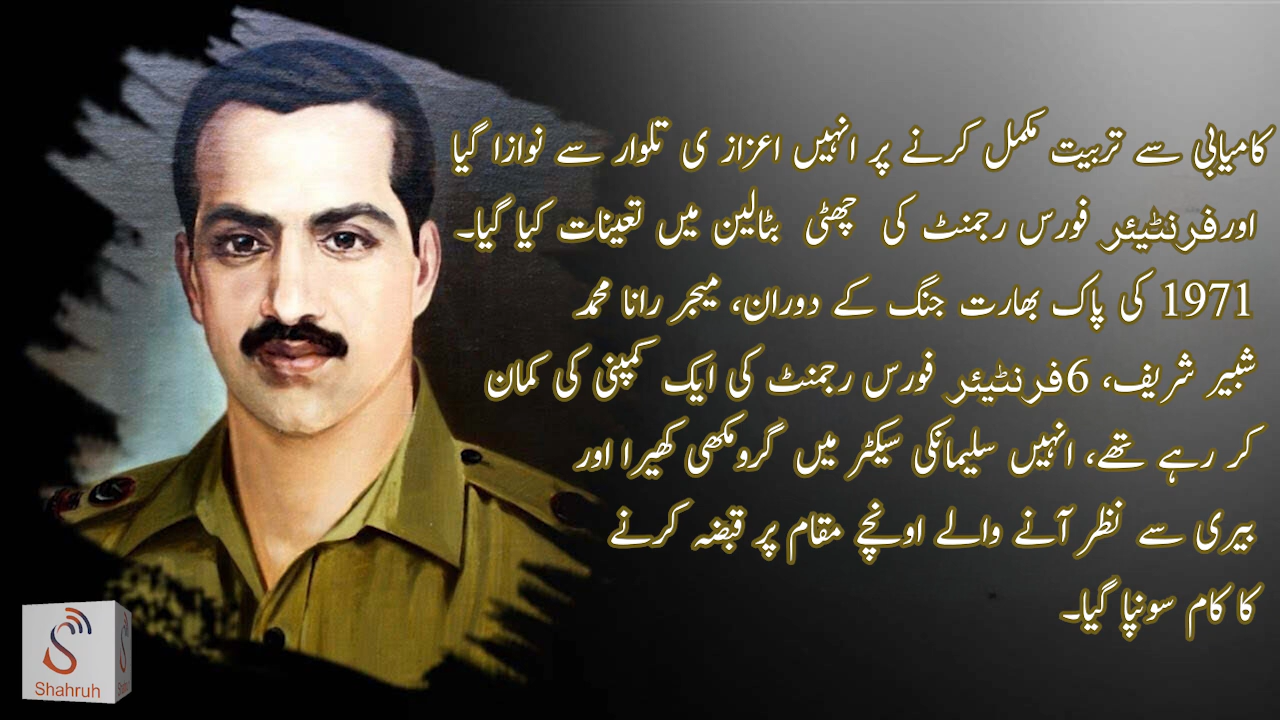 کامیابی سے تربیت مکمل کرنے پر انہیں اعزاز ی تلوار سے نوازا گیا
اورفرنٹیئر فورس رجمنٹ کی چھٹی بٹالین میں تعینات کیا گیا۔
1971 کی پاک بھارت جنگ کے دوران، میجر رانا محمد
شبیر شریف، 6فرنٹیئر فورس رجمنٹ کی ایک کمپنی کی کمان
کر رہے تھے، انہیں سلیمانکی سیکٹر میں گرومکھی کھیرا اور
بیری سے نظر آنے والے اونچے مقام پر قبضہ کرنے
کا کام سونپا گیا۔
Shahruh